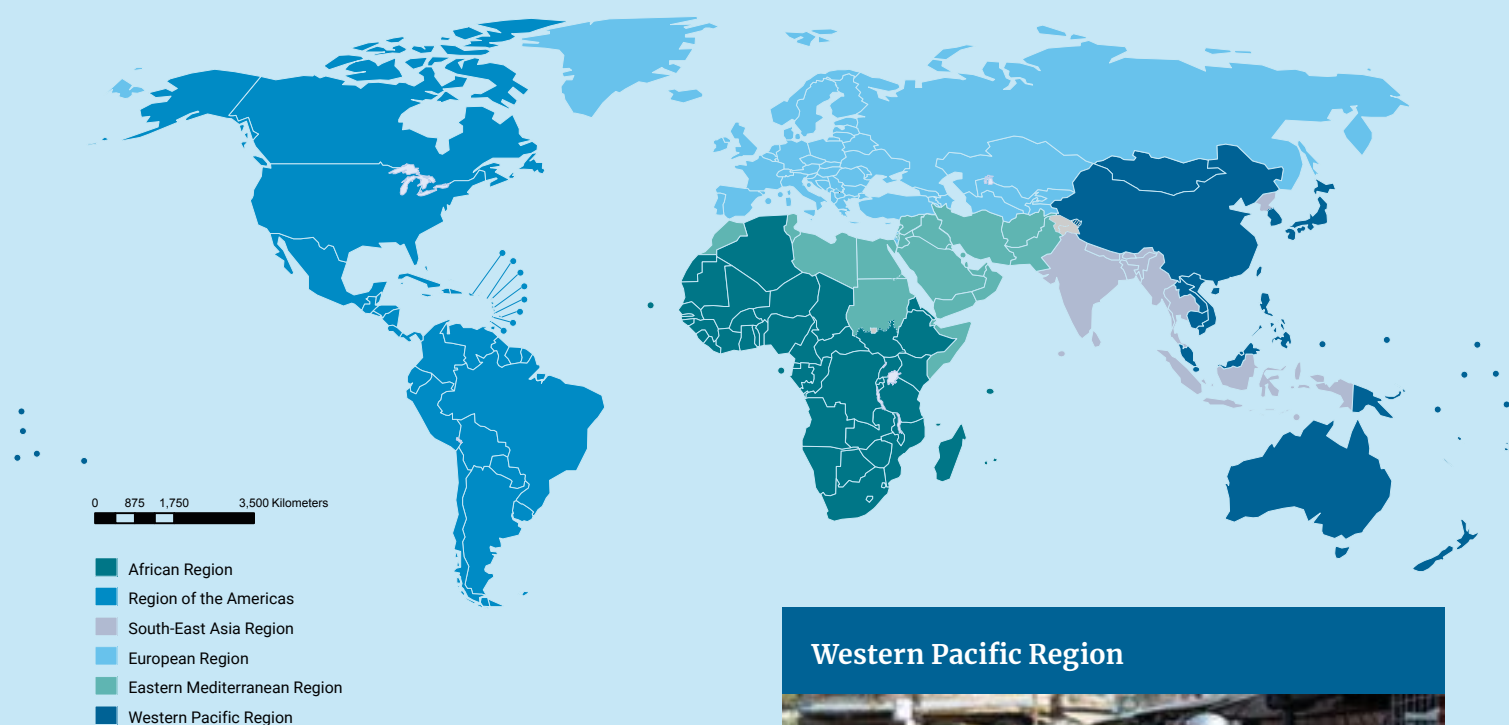 0 875 1,750 3,500 Kilometers
African Region
Region of the Americas
South-East Asia Region
European Region
Eastern Mediterranean Region
Western Pacific Region
Western Pacific Region